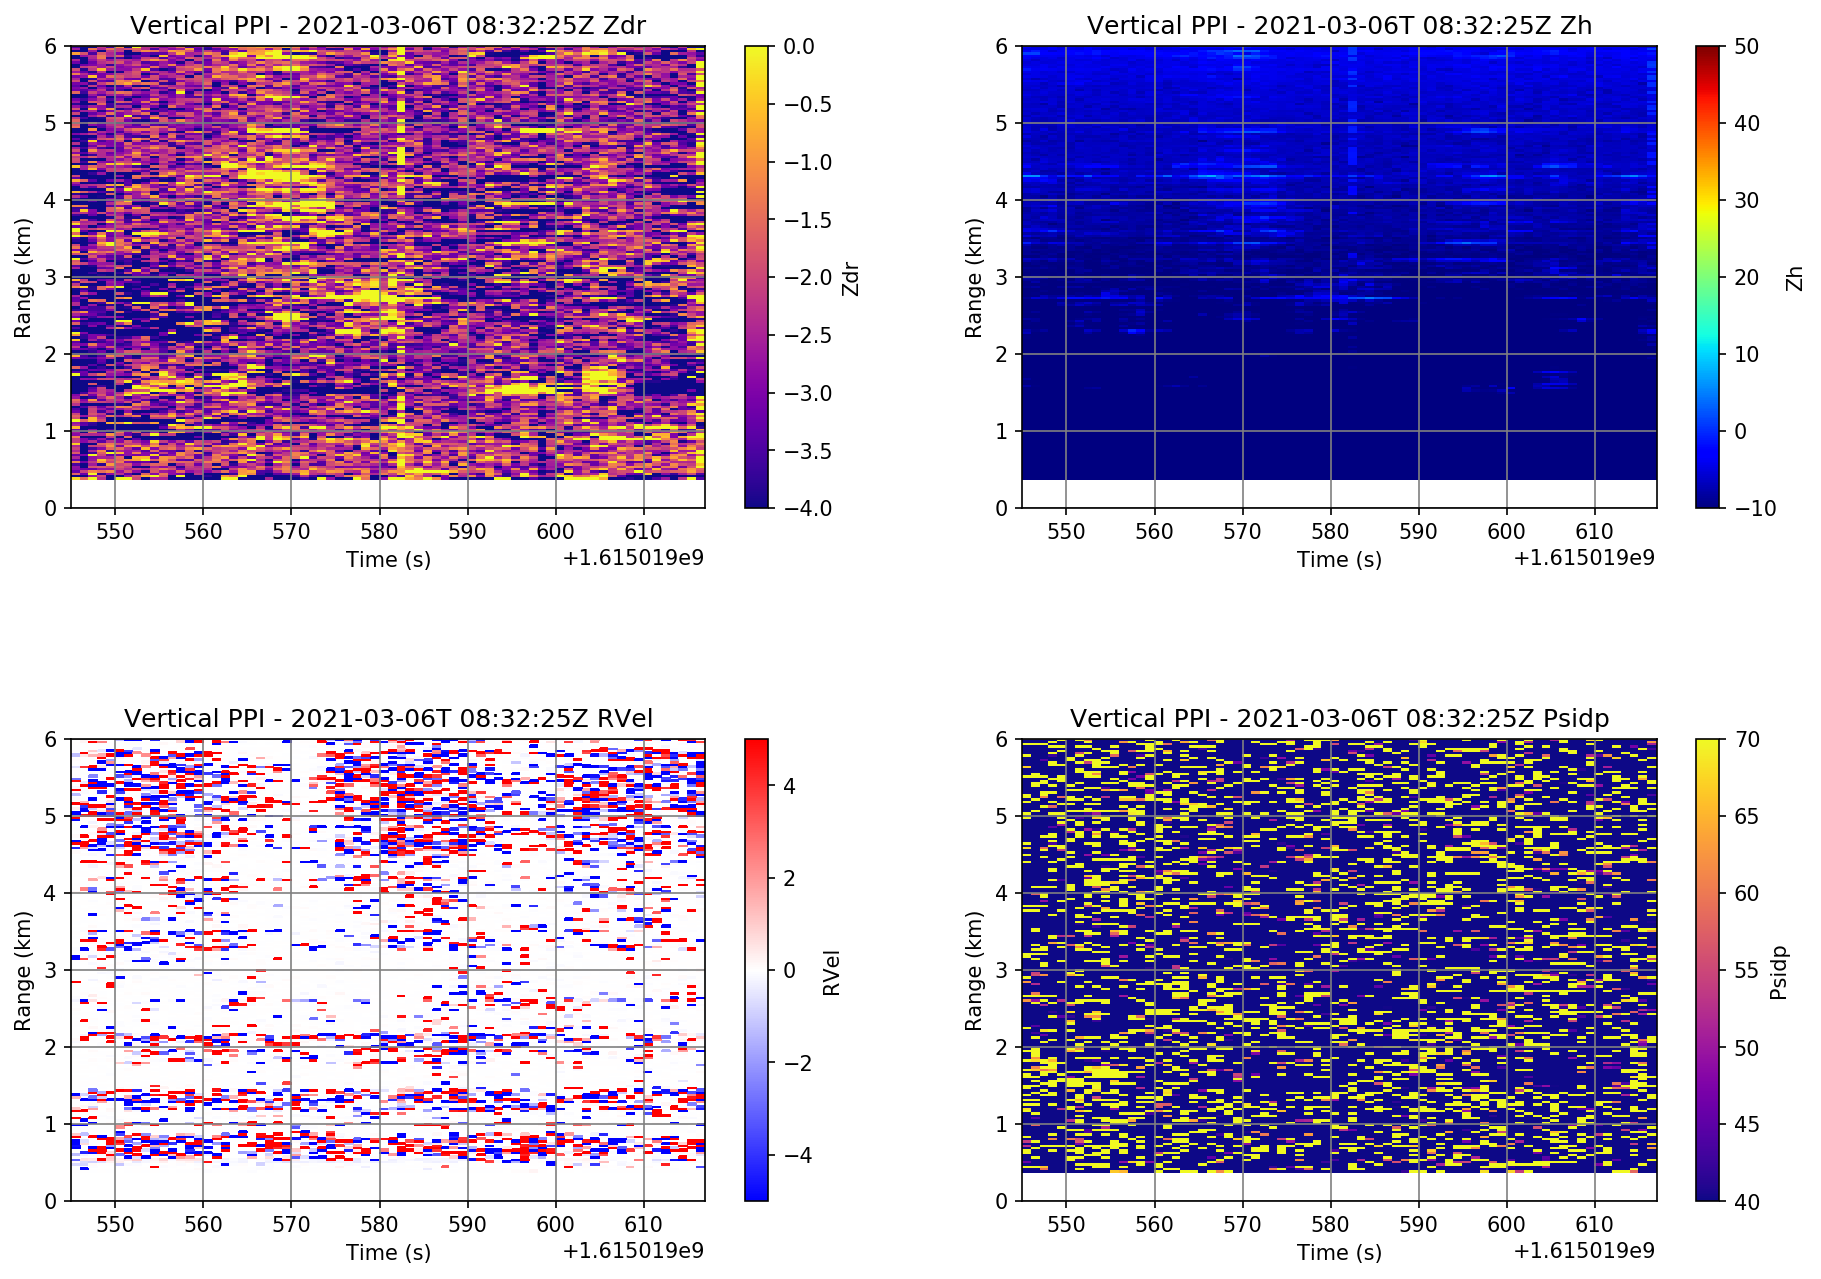 Vertical PPI - 2021-03-06T 08:32:25Z Zdr
6
5
4
3
2
1
0
Range (km)
550 560 570 580 590 600 610
Time (s)
+1.615019e9
0.0
−0.5
−1.0
−1.5
−2.0
−2.5
−3.0
−3.5
−4.0
Zdr
Vertical PPI - 2021-03-06T 08:32:25Z Zh
6
5
4
3
2
1
0
Range (km)
550 560 570 580 590 600 610
Time (s)
+1.615019e9
50
40
30
20
10
0
−10
Zh
Vertical PPI - 2021-03-06T 08:32:25Z RVel
6
5
4
3
2
1
0
Range (km)
550 560 570 580 590 600 610
Time (s)
+1.615019e9
4
2
0
−2
−4
RVel
Vertical PPI - 2021-03-06T 08:32:25Z Psidp
6
5
4
3
2
1
0
Range (km)
550 560 570 580 590 600 610
Time (s)
+1.615019e9
70
65
60
55
50
45
40
Psidp